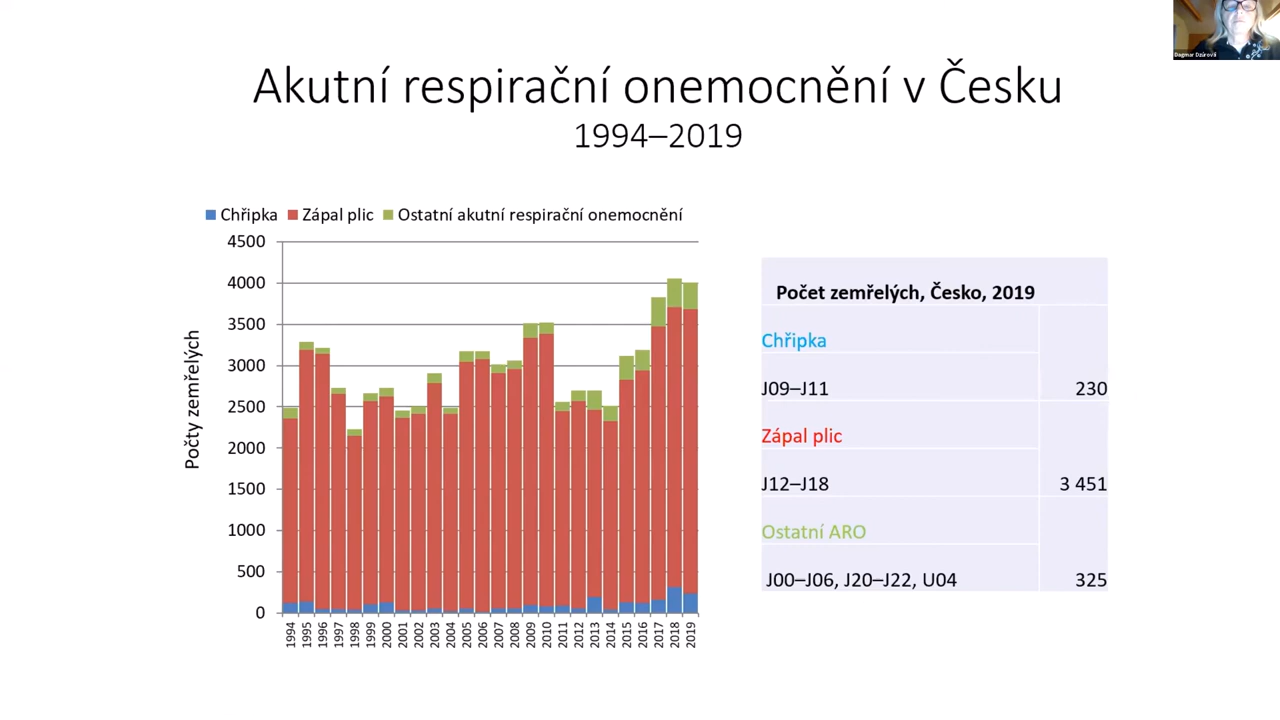 Dagmar Dzúrová
Akutní respirační onemocnění v Česku
1994–2019
Chřipka Zápal plic Ostatní akutní respirační onemocnění
Počty zemřelých
4500
4000
3500
3000
2500
2000
1500
1000
500
0
1994 1995 1996 1997 1998 1999 2000 2001 2002 2003 2004 2005 2006 2007 2008 2009 2010 2011 2012 2013 2014 2015 2016 2017 2018 2019
Počet zemřelých, Česko, 2019
Chřipka
J09–J11 230
Zápal plic
J12–J18 3 451
Ostatní ARO
J00–J06, J20–J22, U04 325